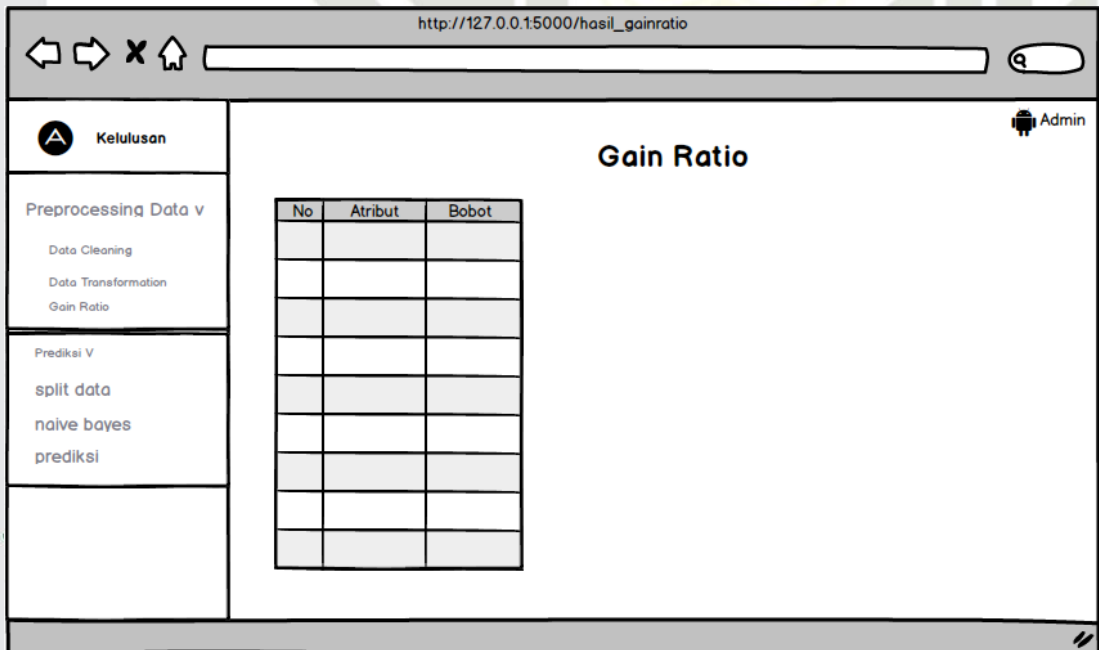 http://127.0.0.1:5000/hasil_gainratio
Admin
Kelulusan
Gain Ratio
Preprocessing Data v
Data Cleaning
Data Transformation
Gain Ratio
Prediksi V
split data
naive bayes
prediksi
No Atribut Bobot